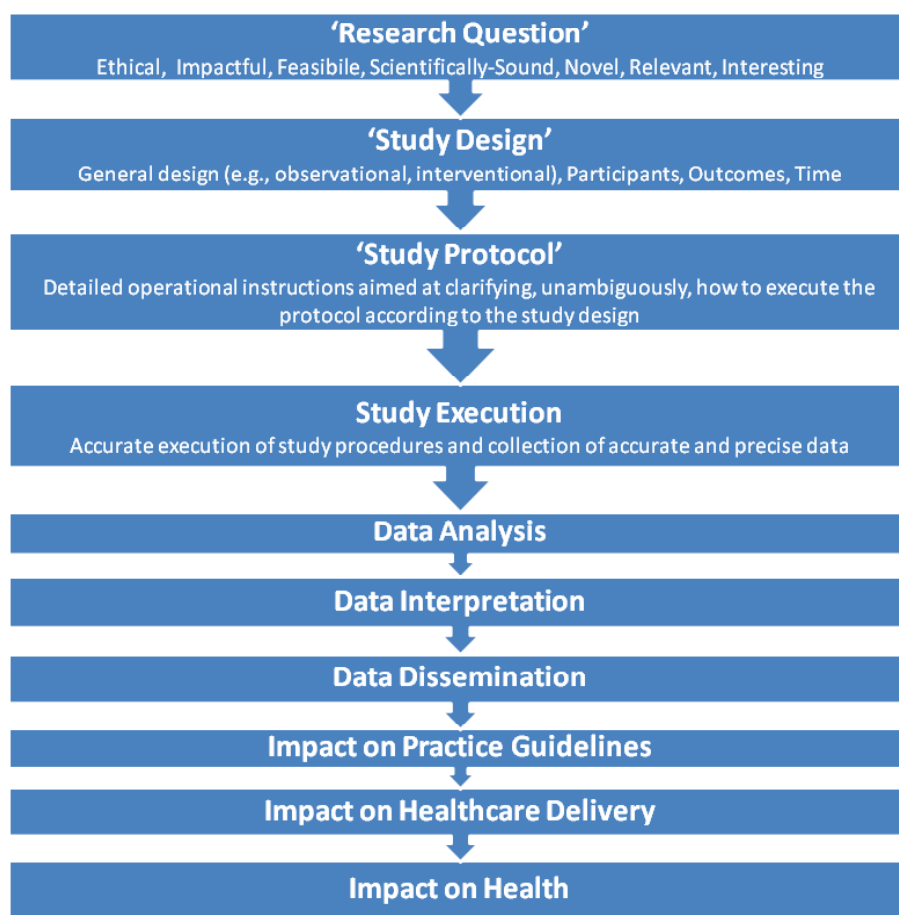 ‘Research Question’
Ethical, Impactful, Feasibile, Scientifically-Sound, Novel, Relevant, Interesting
‘Study Design’
General design (e.g., observational, interventional), Participants, Outcomes, Time
‘Study Protocol’
Detailed operational instructions aimed at clarifying, unambiguously, how to execute the
protocol according to the study design
Study Execution
Accurate execution of study procedures and collection of accurate and precise data
Data Analysis
Data Interpretation
Data Dissemination
Impact on Practice Guidelines
Impact on Healthcare Delivery
Impact on Health